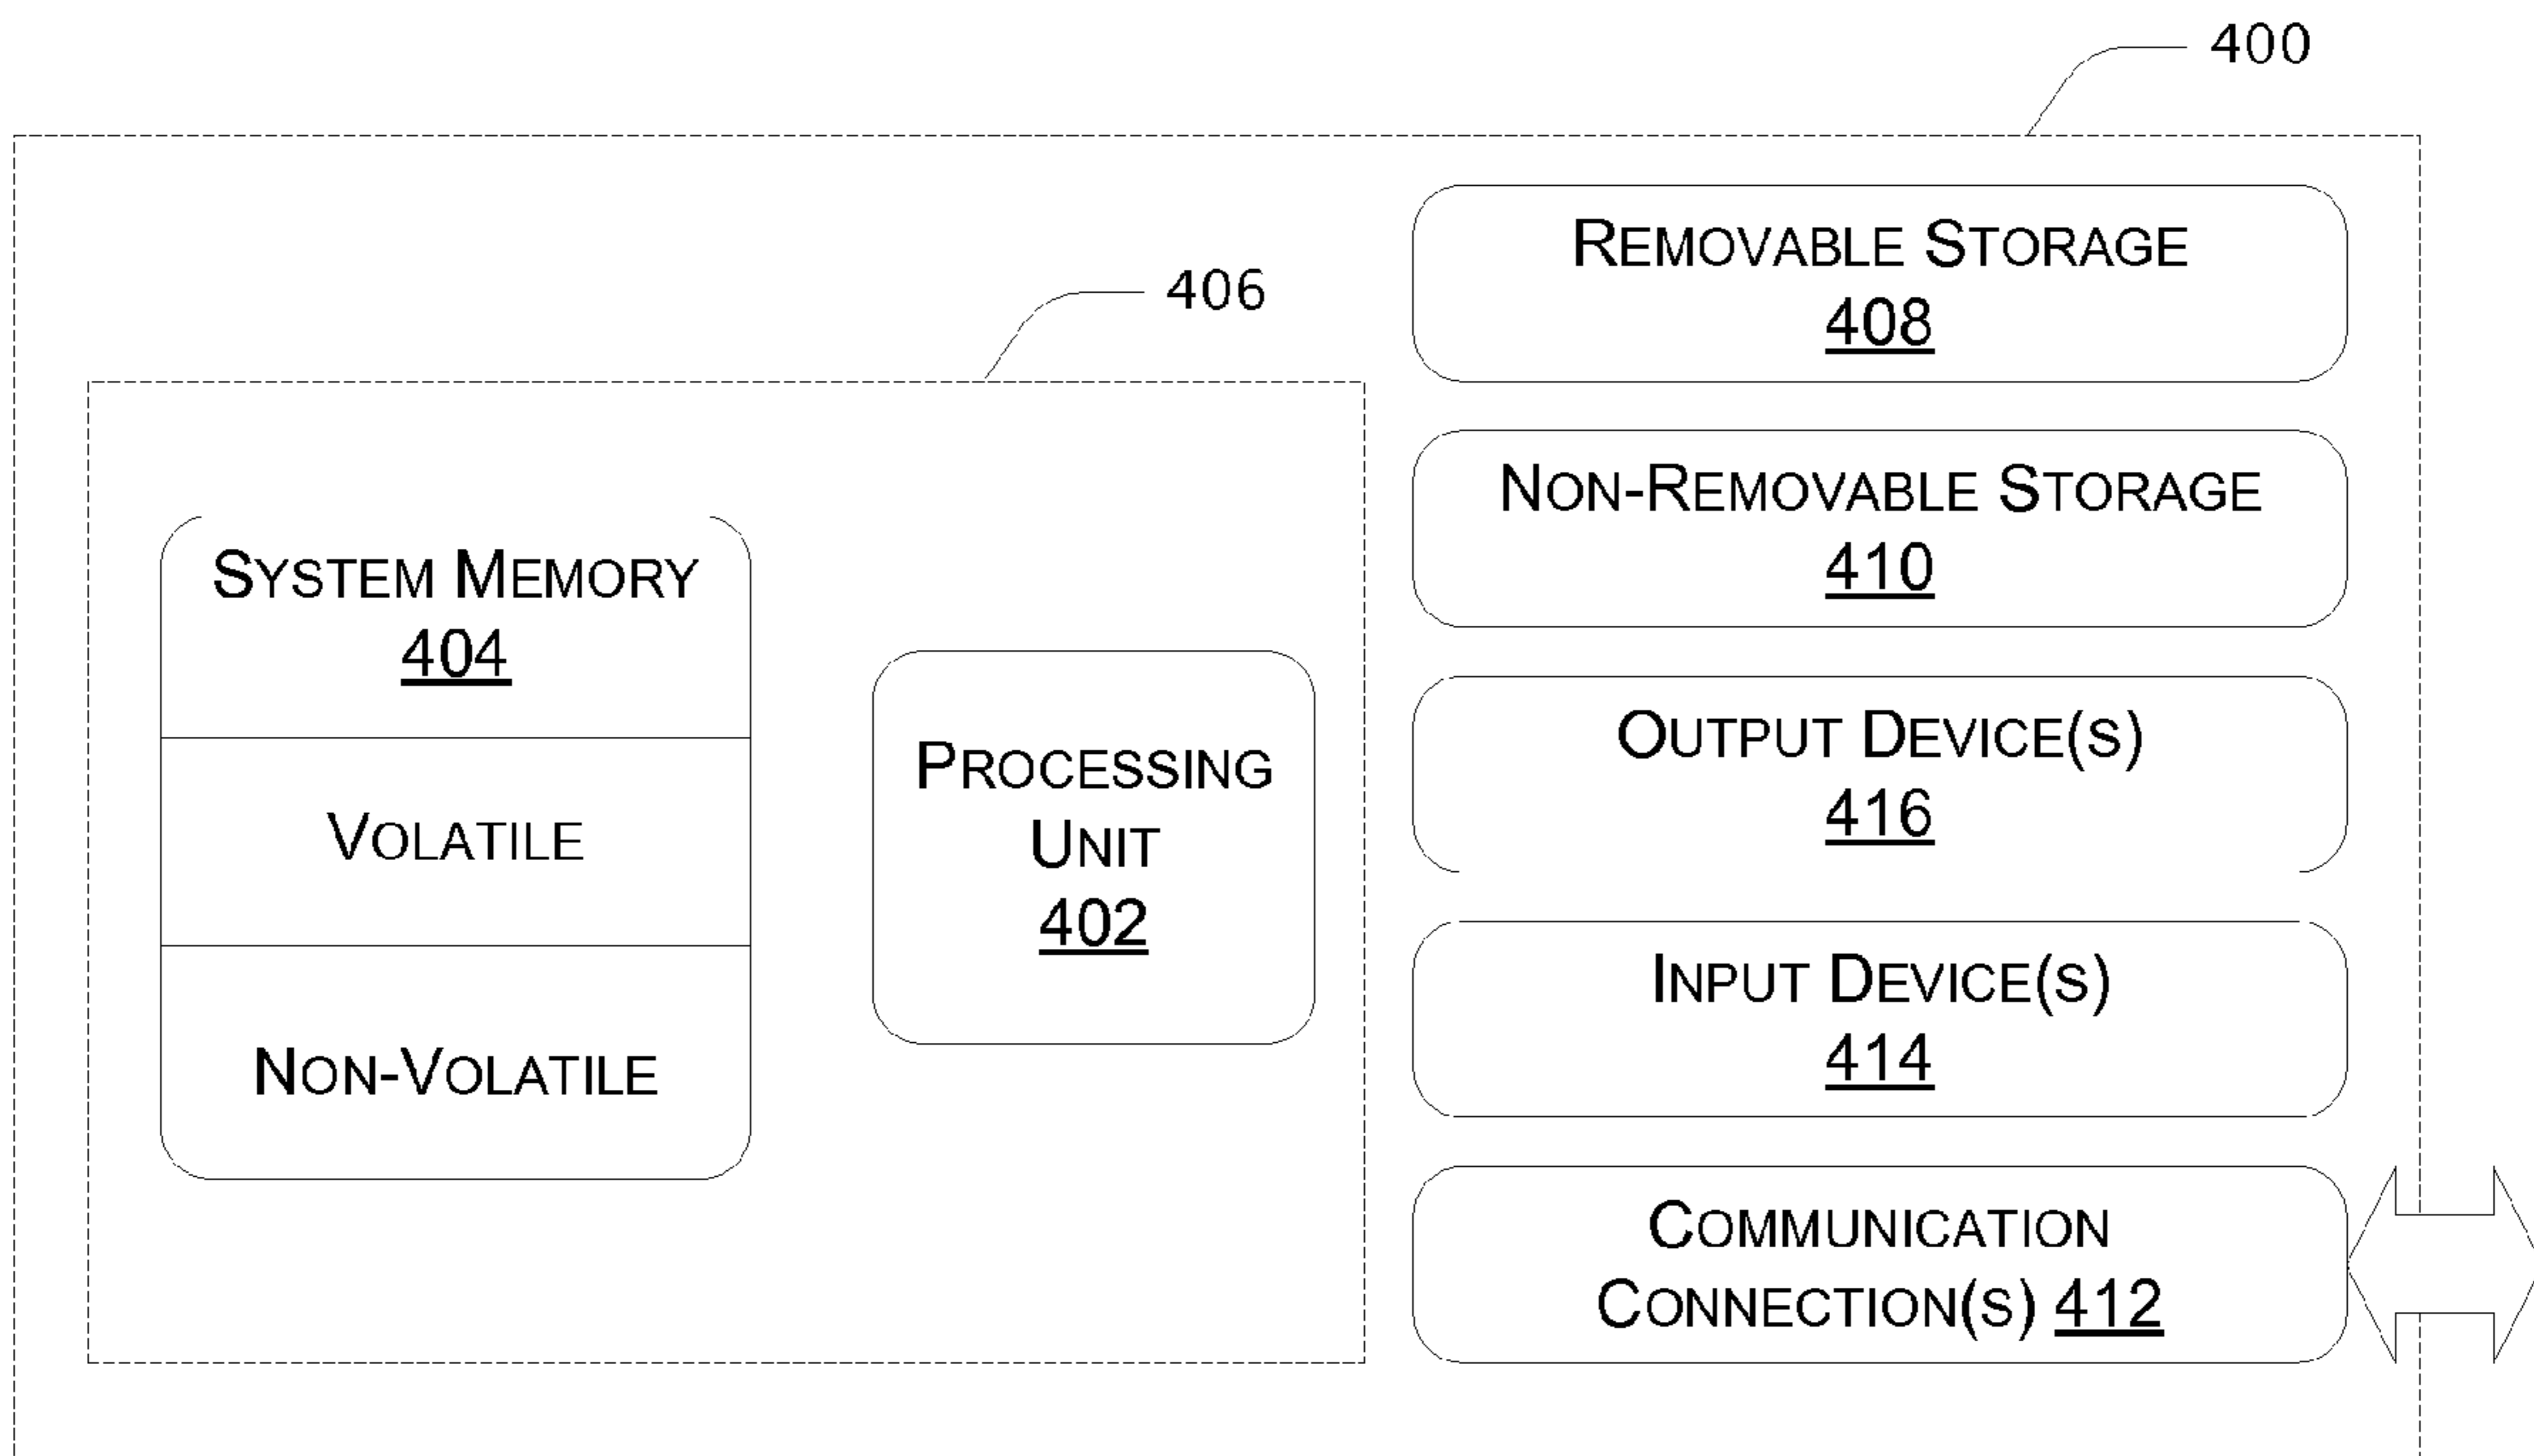 400
406
REMOVABLE STORAGE
408
NON-REMOVABLE STORAGE
410
SYSTEM MEMORY
404
VOLATILE
NON-VOLATILE
PROCESSING
UNIT
402
OUTPUT DEVICE(S)
416
INPUT DEVICE(S)
414
COMMUNICATION
CONNECTION(S) 412